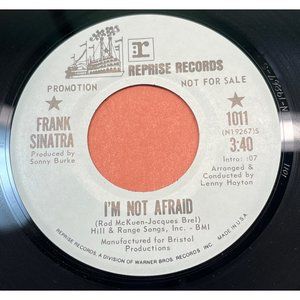 REPRISE RECORDS
PROMOTION
NOT FOR SALE
FRANK
SINATRA
Produced by
Sonny Burke
1011
(N19267)S
3:40
Intro: :07
Arranged &
Conducted by
Lenny Hayton
I'M NOT AFRAID
(Rod McKuen-Jacques Brel)
Hill & Range Songs, Inc. - BMI
Manufactured for Bristol
Productions
REPRISE RECORDS, A DIVISION OF WARNER BROS. RECORDS INC. MADE IN U.S.A.